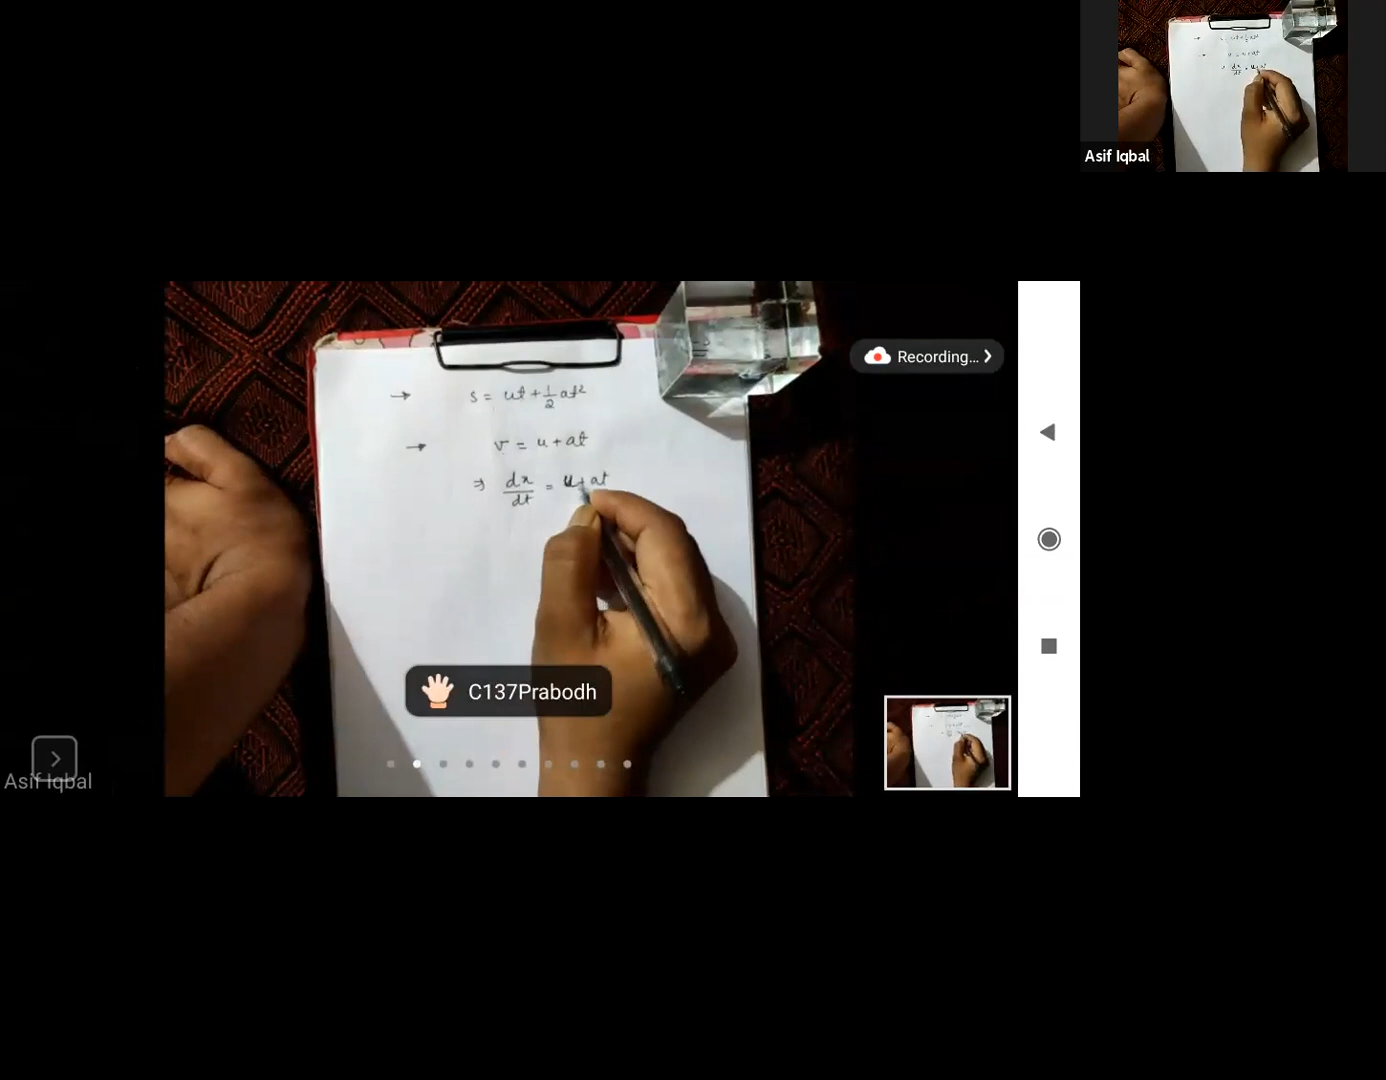 Asif Iqbal
Recording...
→ s = ut + 1/2 at²
→ v = u + at
⇒ dx/dt = u + at
C137Prabodh
Asif Iqbal